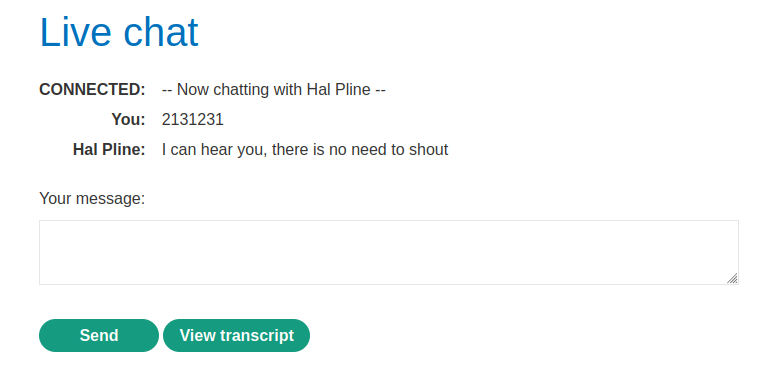 Live chat
CONNECTED: -- Now chatting with Hal Pline --
You: 2131231
Hal Pline: I can hear you, there is no need to shout
Your message:
Send View transcript